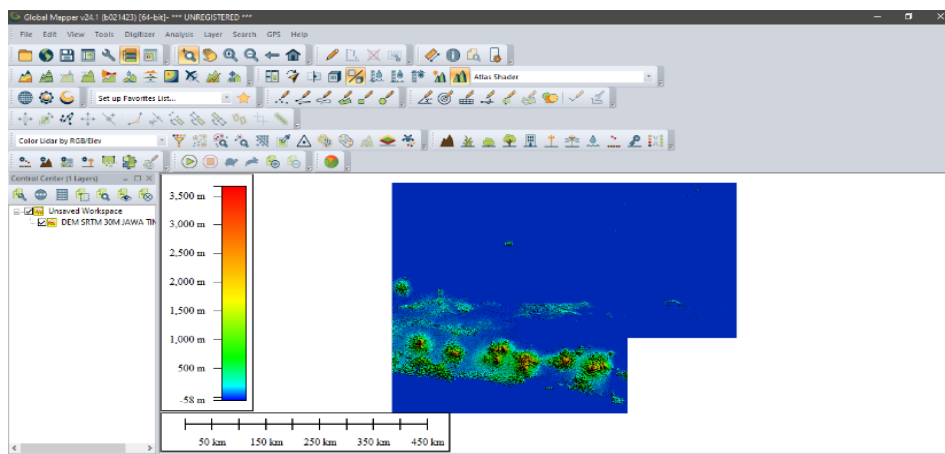 Global Mapper v24.1 (b021423) [64-bit]- *** UNREGISTERED ***
File Edit View Tools Digitizer Analysis Layer Search GPS Help
Atlas Shader
Set up Favorites List...
Color Lidar by RGB/Elev
Control Center (1 Layers)
Unsaved Workspace
DEM SRTM 30M JAWA TIM
3,500 m
3,000 m
2,500 m
2,000 m
1,500 m
1,000 m
500 m
-58 m
50 km 150 km 250 km 350 km 450 km